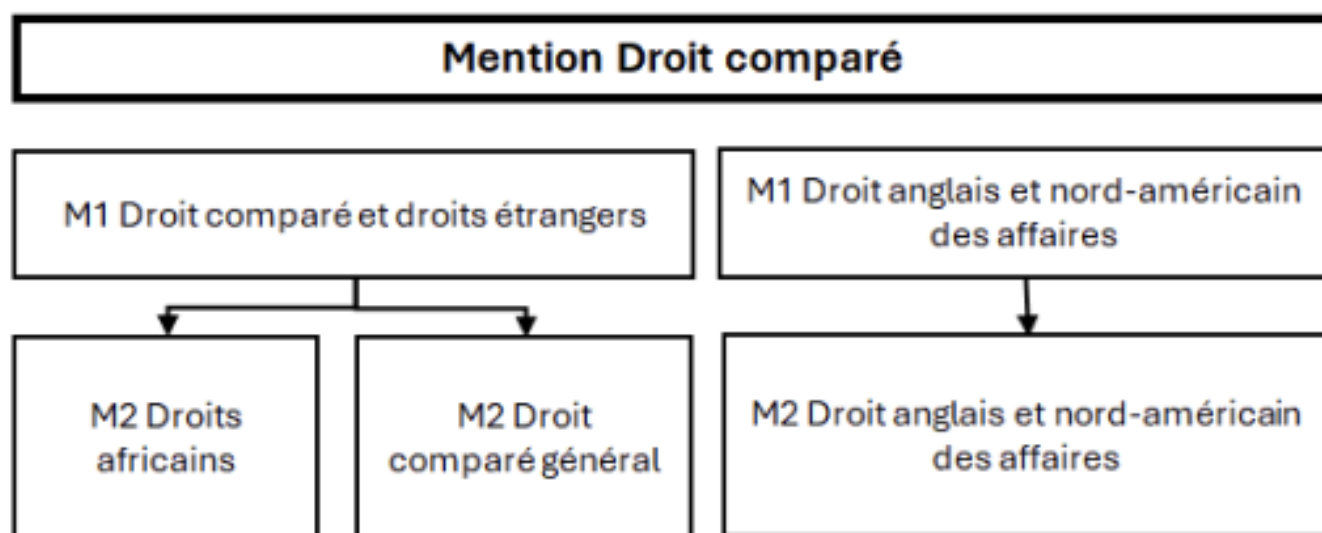 Mention Droit comparé
M1 Droit comparé et droits étrangers
M1 Droit anglais et nord-américain
des affaires
M2 Droits
africains
M2 Droit
comparé général
M2 Droit anglais et nord-américain
des affaires